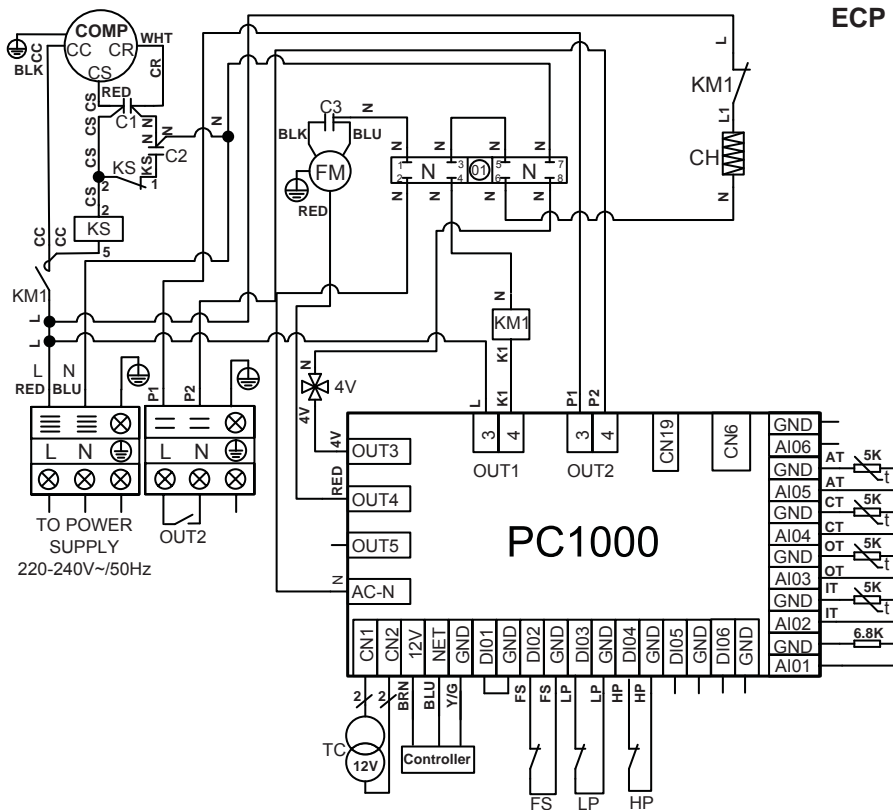 ECP
COMP
CC CR
CS
WHT
CC
BLK
CR
RED
CS CS
C1
N N
C2
N
N
KS
KS
1
CS
2
CS
2
KS
5
CC CC
KM1
L
L
L N
RED BLU
P1 P2
L N
L N
TO POWER
SUPPLY
220-240V~/50Hz
OUT2
C3
N
BLK BLU
FM
RED
N N N N
1 3 5 7
N 01 N
2 4 6 8
N N N N
N
KM1
K1
N
4V
4V
L
KM1
L1
CH
N
4V
RED
N
L K1 P1 P2
3 4 3 4
OUT1 OUT2
CN19 CN6
OUT3
OUT4
OUT5
AC-N
PC1000
GND
AI06
GND
AI05
GND
AI04
GND
AI03
GND
AI02
GND
AI01
AT 5K
t
AT
CT 5K
t
CT
OT 5K
t
OT
IT 5K
t
IT
6.8K
CN1 CN2 12V NET GND DI01 GND DI02 GND DI03 GND DI04 GND DI05 GND DI06 GND
2 2 BRN BLU Y/G FS FS LP LP HP HP
TC
12V
Controller
FS LP HP